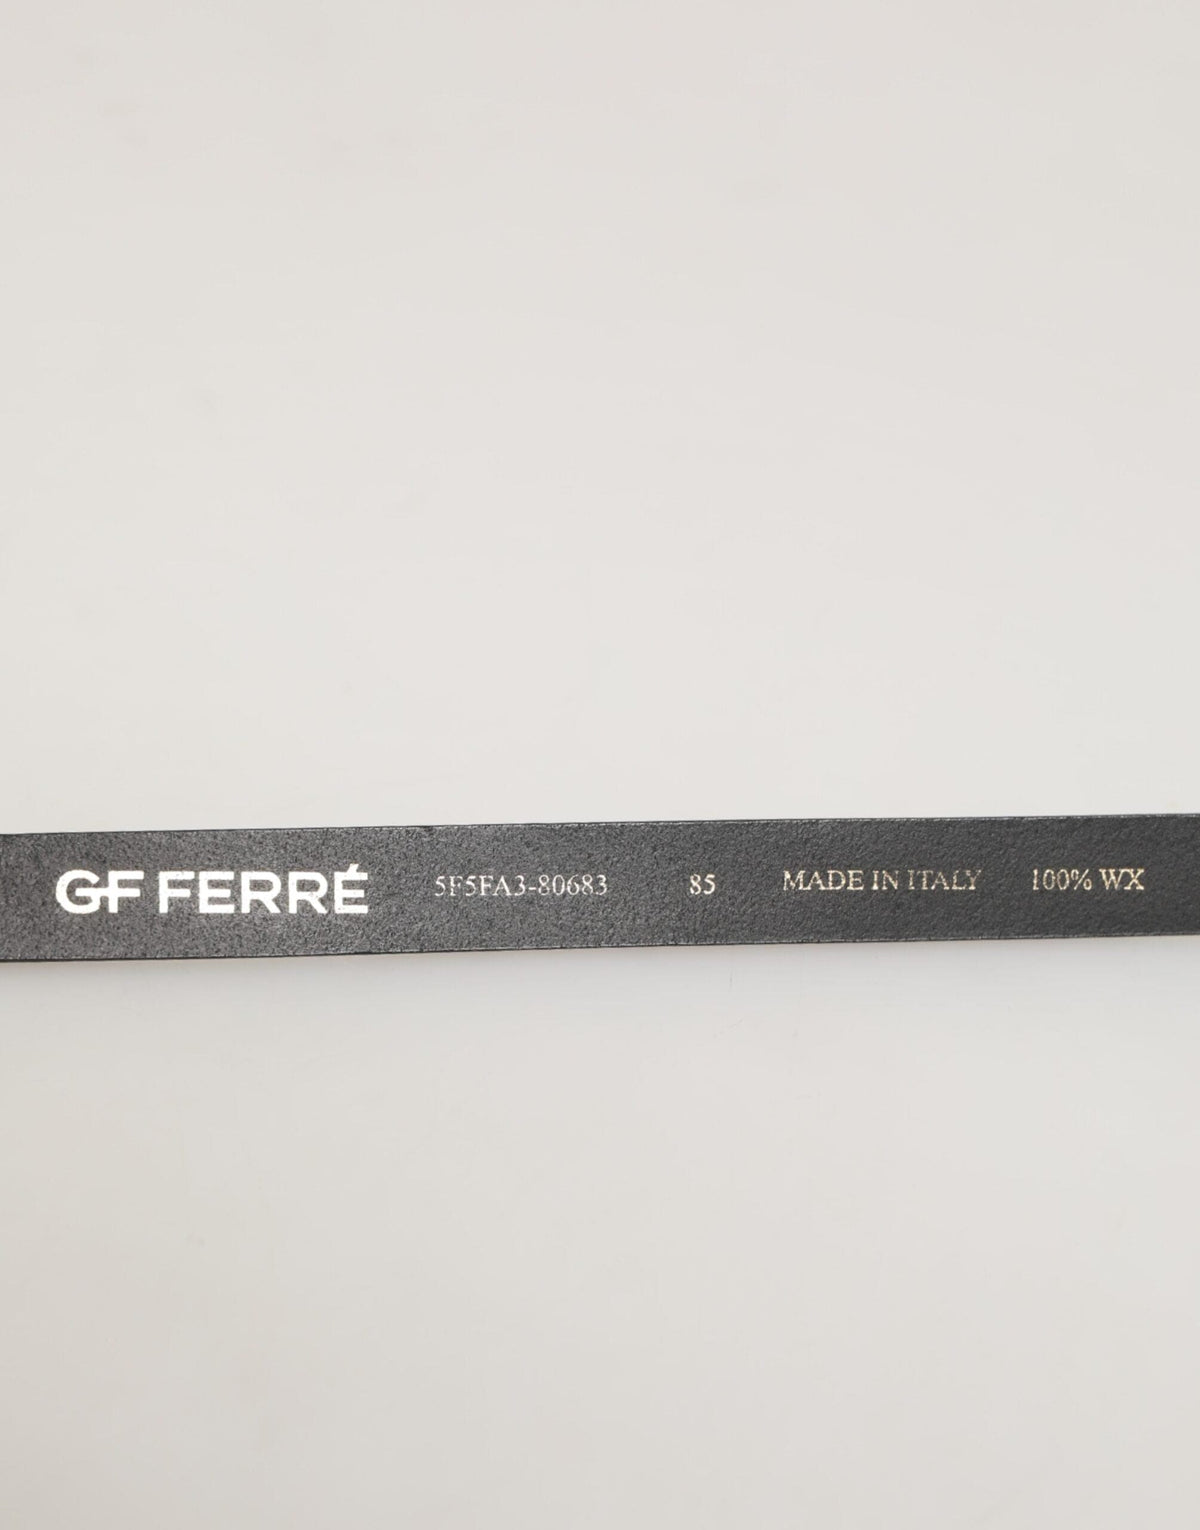 GF FERRÉ 5F5FA3-80683 85 MADE IN ITALY 100% WX